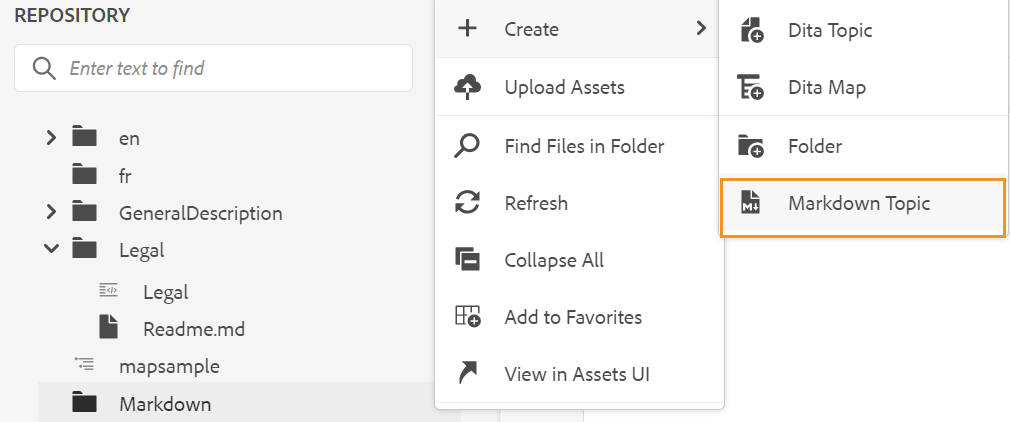 REPOSITORY
Enter text to find
en
fr
GeneralDescription
Legal
Legal
Readme.md
mapsample
Markdown
Create
Upload Assets
Find Files in Folder
Refresh
Collapse All
Add to Favorites
View in Assets UI
Dita Topic
Dita Map
Folder
M
Markdown Topic